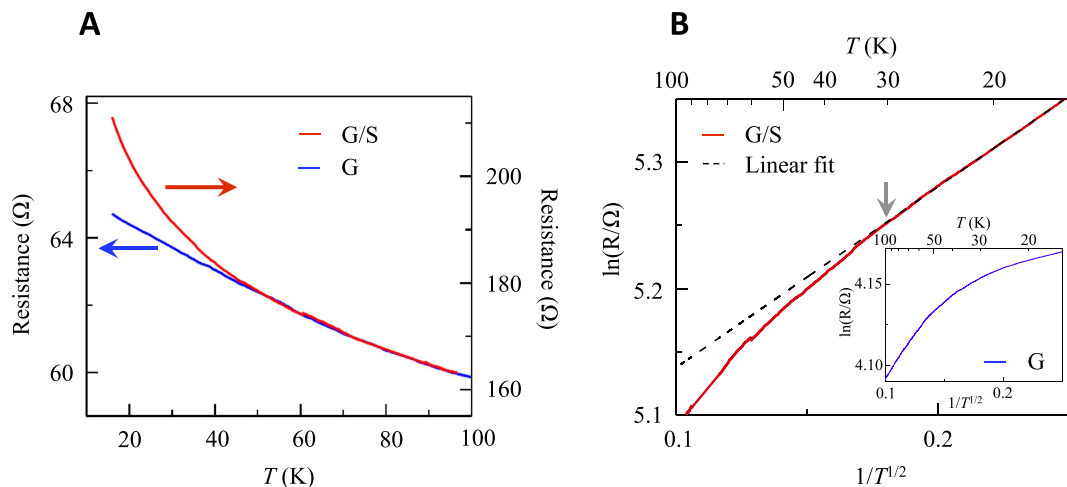 A
68
64
60
200
180
160
20
40
60
80
100
G/S
G
Resistance (Ω)
Resistance (Ω)
T (K)
B
T (K)
100
50
40
30
20
G/S
Linear fit
5.3
5.2
5.1
ln(R/Ω)
0.1
0.2
1/T^{1/2}
T (K)
100
50
30
20
4.15
4.10
ln(R/Ω)
G
0.1
0.2
1/T^{1/2}